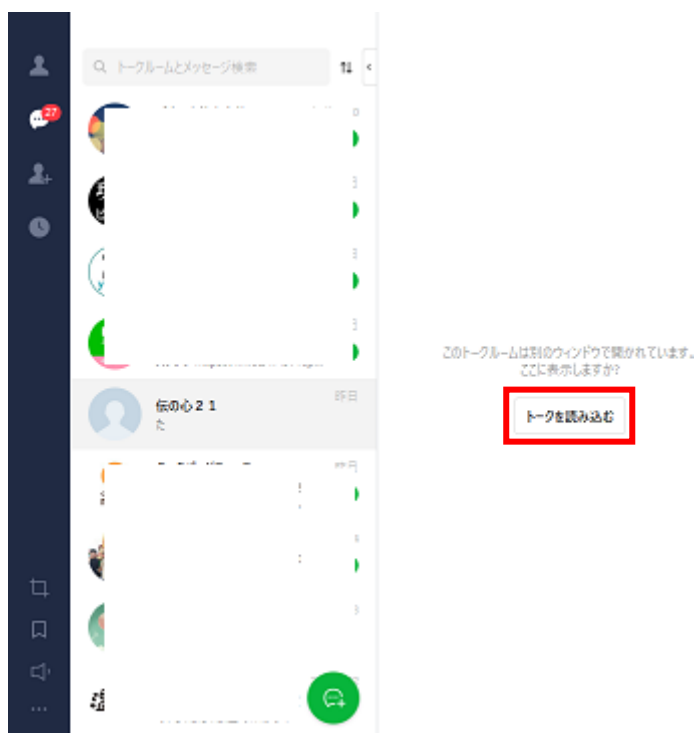 27
トークルームとメッセージ検索
伝の心２１
昨日
た
昨日
このトークルームは別のウィンドウで開かれています。
ここに表示しますか?
トークを読み込む